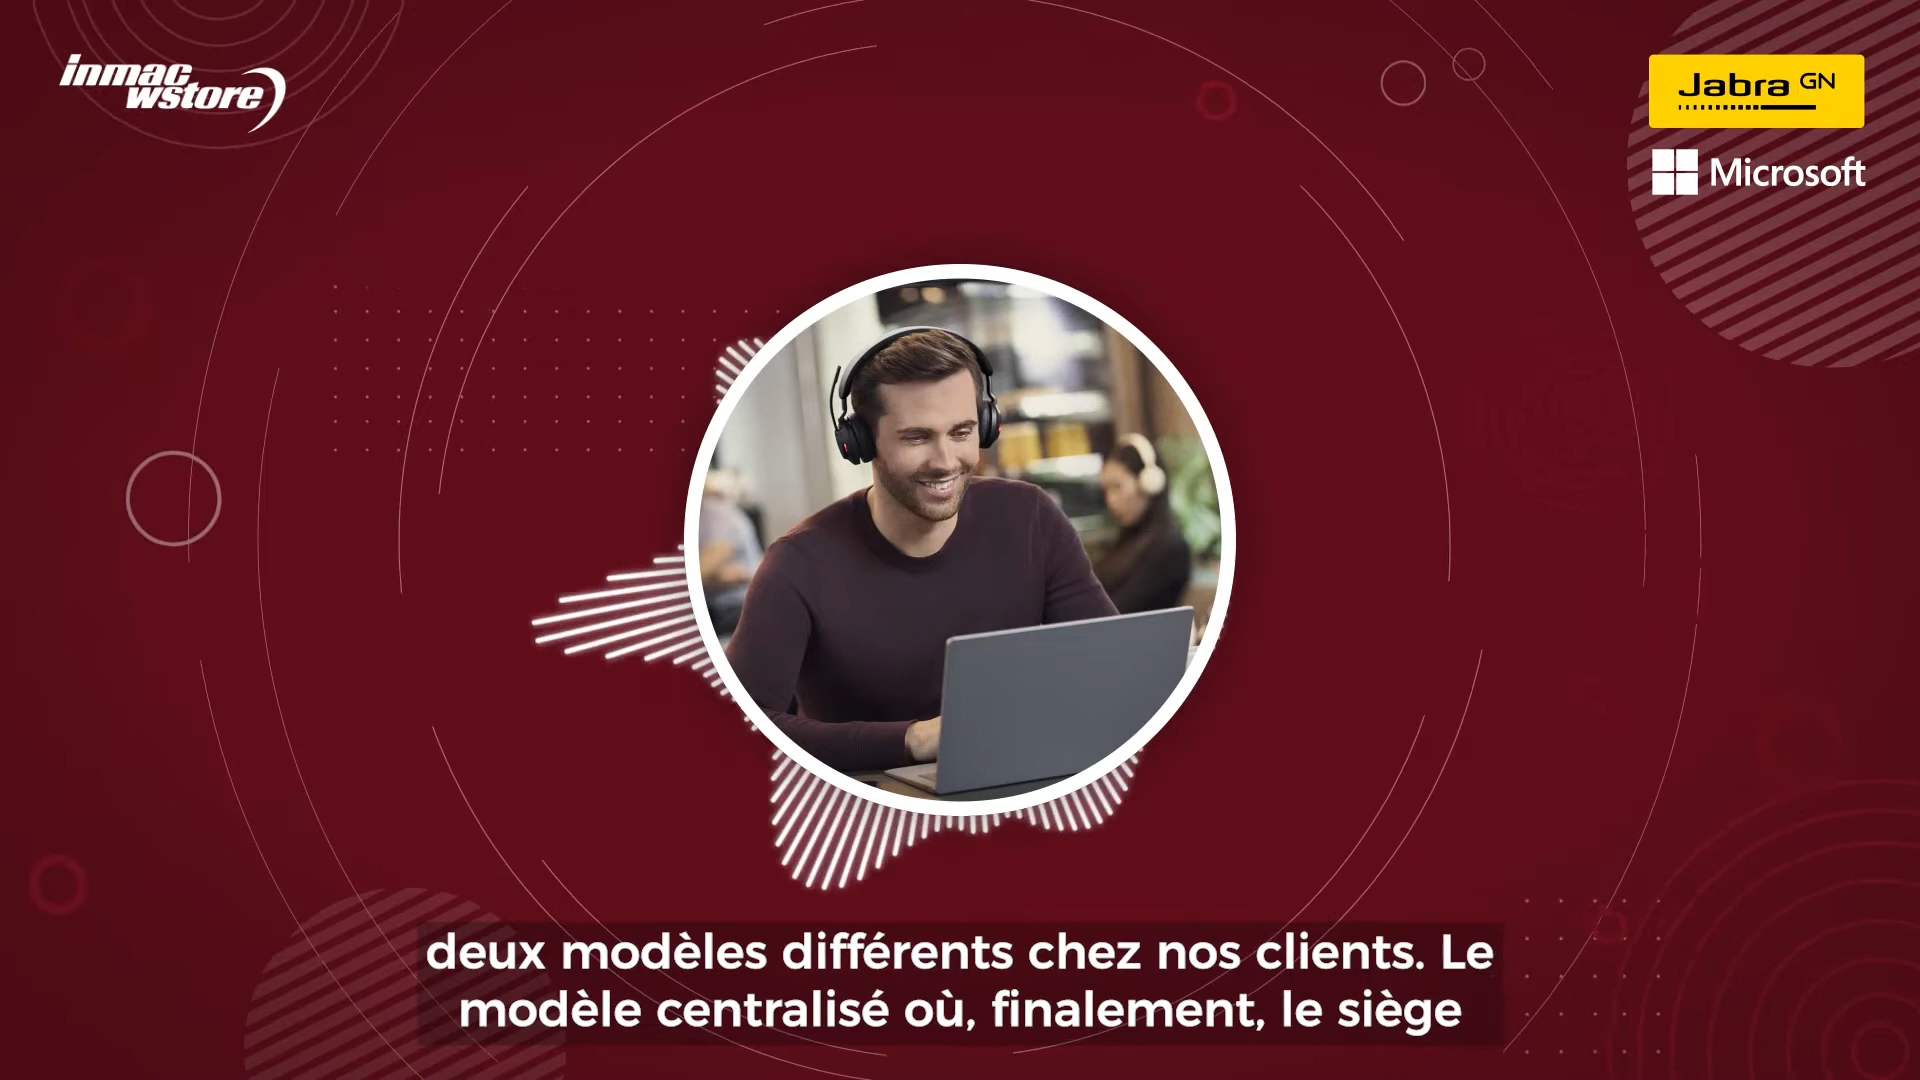 inmac
wstore
Jabra GN
Microsoft
deux modèles différents chez nos clients. Le
modèle centralisé où, finalement, le siège